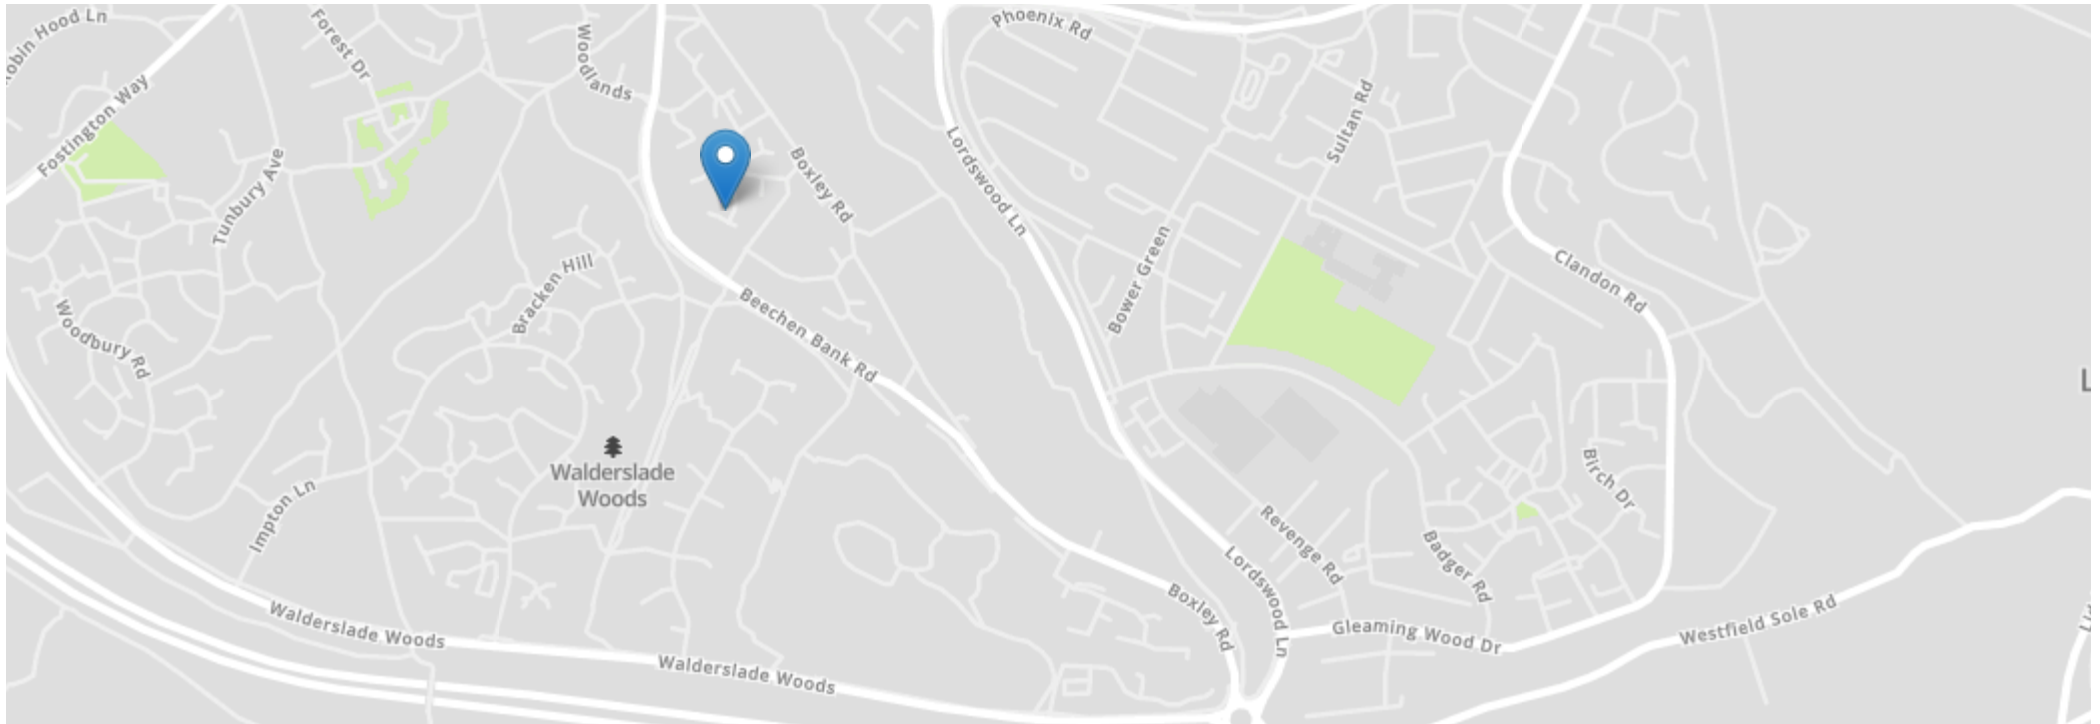 Robin Hood Ln
Forest Dr
Woodlands
Phoenix Rd
Fostington Way
Sultan Rd
Tunbury Ave
Boxley Rd
Lordswood Ln
Bower Green
Bracken Hill
Clandon Rd
Woodbury Rd
Beechen Bank Rd
Walderslade
Woods
Impton Ln
Birch Dr
Revenge Rd
Badger Rd
Lordswood Ln
Boxley Rd
Walderslade Woods
Gleaming Wood Dr
Westfield Sole Rd
Walderslade Woods